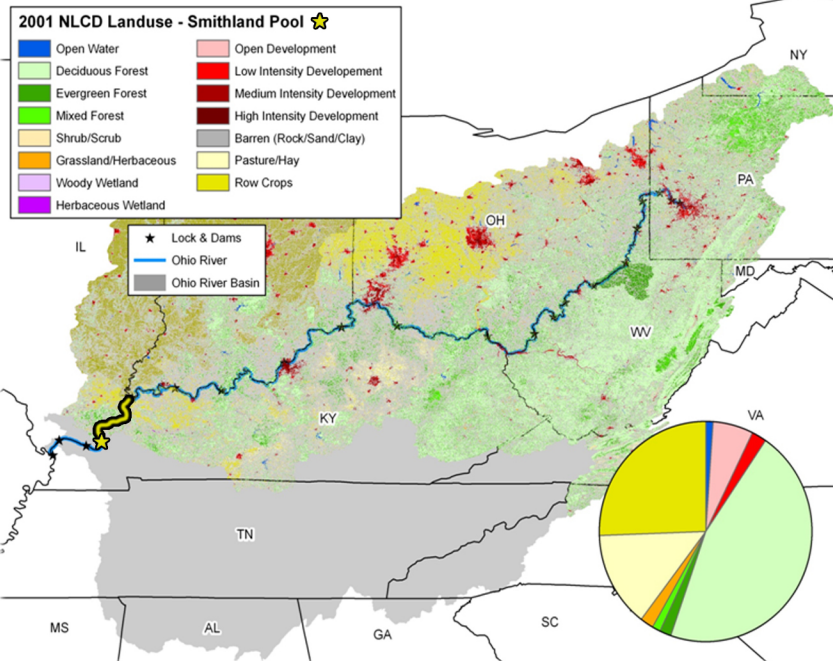 2001 NLCD Landuse - Smithland Pool
Open Water
Deciduous Forest
Evergreen Forest
Mixed Forest
Shrub/Scrub
Grassland/Herbaceous
Woody Wetland
Herbaceous Wetland
Open Development
Low Intensity Developement
Medium Intensity Development
High Intensity Development
Barren (Rock/Sand/Clay)
Pasture/Hay
Row Crops
Lock & Dams
Ohio River
Ohio River Basin
NY
PA
OH
IL
MD
WV
KY
VA
TN
MS
AL
GA
SC